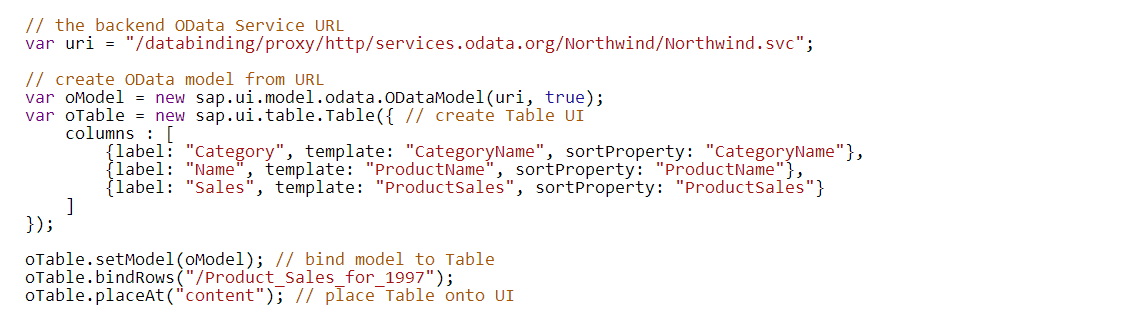 // the backend OData Service URL
var uri = "/databinding/proxy/http/services.odata.org/Northwind/Northwind.svc";

// create OData model from URL
var oModel = new sap.ui.model.odata.ODataModel(uri, true);
var oTable = new sap.ui.table.Table({ // create Table UI
    columns : [
        {label: "Category", template: "CategoryName", sortProperty: "CategoryName"},
        {label: "Name", template: "ProductName", sortProperty: "ProductName"},
        {label: "Sales", template: "ProductSales", sortProperty: "ProductSales"}
    ]
});

oTable.setModel(oModel); // bind model to Table
oTable.bindRows("/Product_Sales_for_1997");
oTable.placeAt("content"); // place Table onto UI